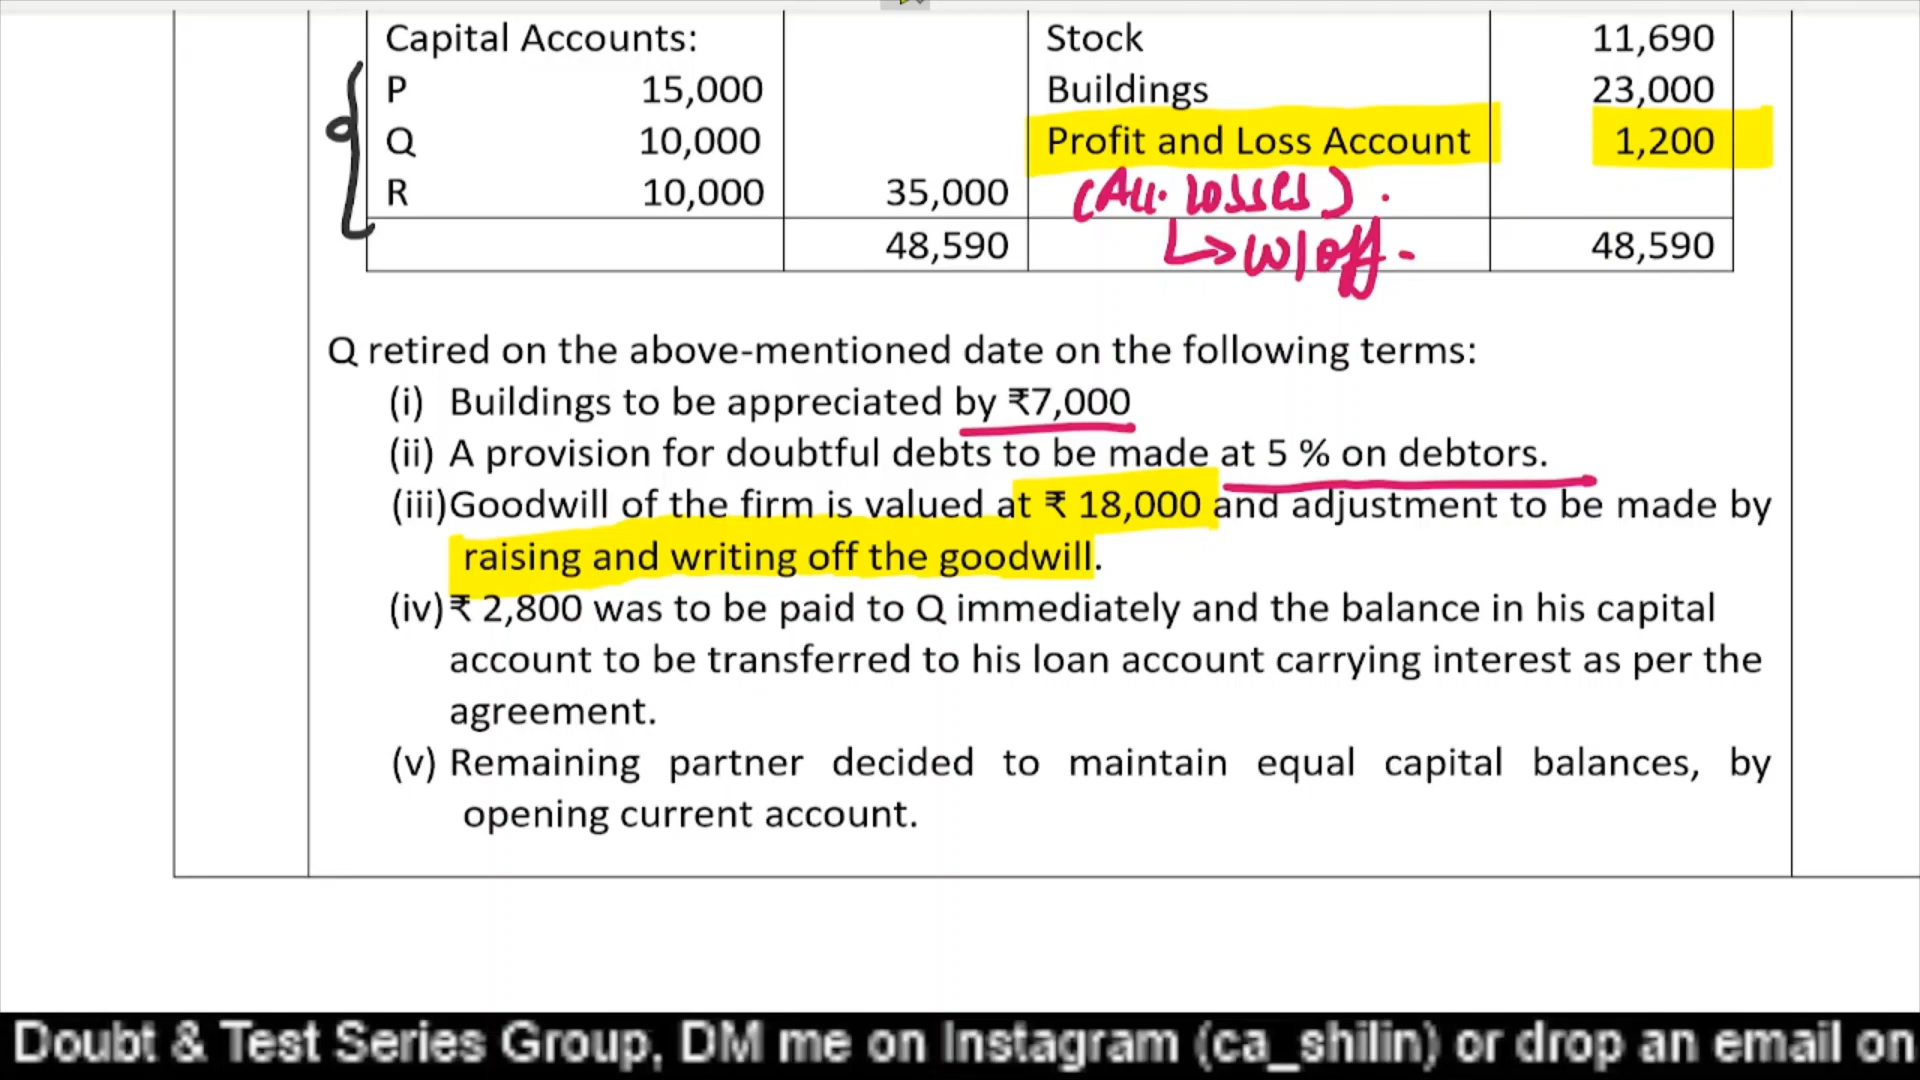 Capital Accounts: Stock 11,690
P 15,000 Buildings 23,000
Q 10,000 Profit and Loss Account 1,200
R 10,000 35,000 (Acc. Losses).
48,590 ↳ W/off. 48,590
Q retired on the above-mentioned date on the following terms:
(i) Buildings to be appreciated by ₹7,000
(ii) A provision for doubtful debts to be made at 5 % on debtors.
(iii)Goodwill of the firm is valued at ₹ 18,000 and adjustment to be made by
raising and writing off the goodwill.
(iv)₹ 2,800 was to be paid to Q immediately and the balance in his capital
account to be transferred to his loan account carrying interest as per the
agreement.
(v) Remaining partner decided to maintain equal capital balances, by
opening current account.
Doubt & Test Series Group, DM me on Instagram (ca_shilin) or drop an email on